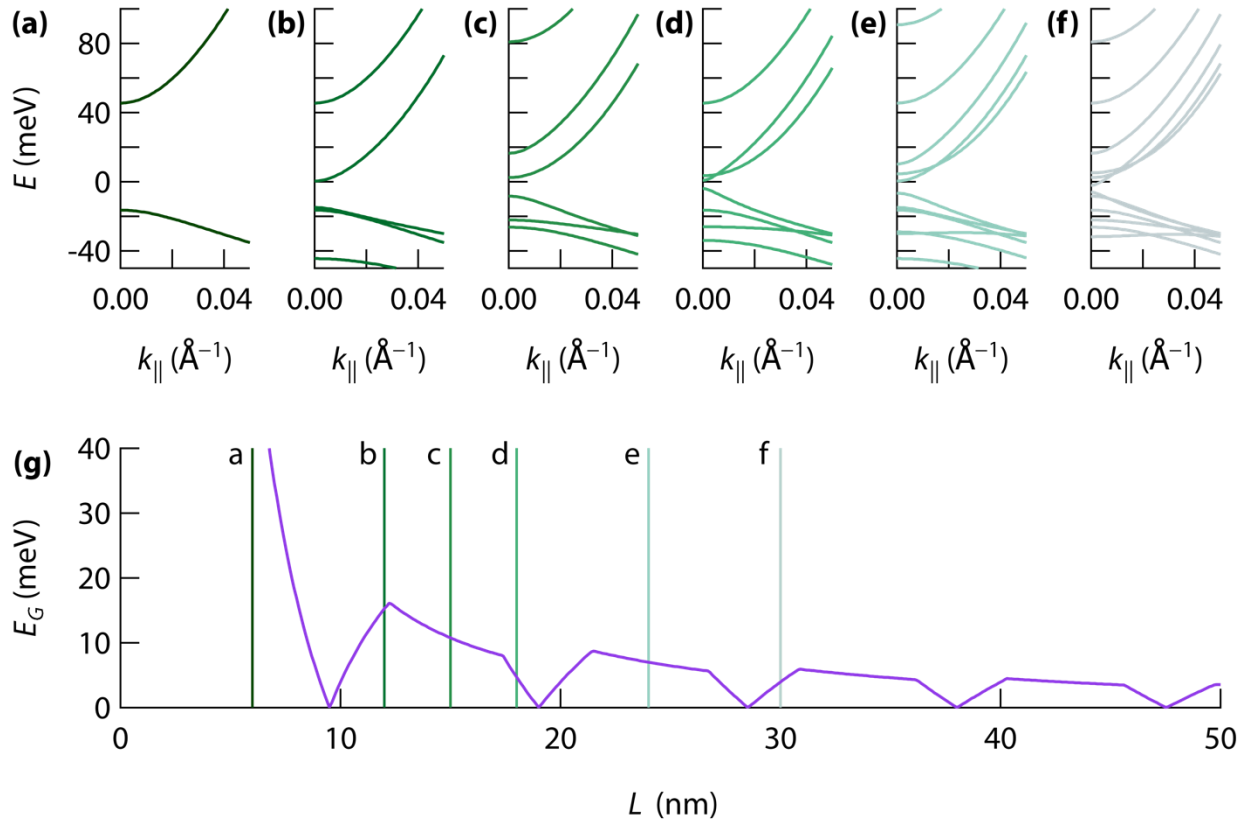 (a) (b) (c) (d) (e) (f)
80
40
0
-40
E (meV)
0.00 0.04 0.00 0.04 0.00 0.04 0.00 0.04 0.00 0.04 0.00 0.04
k|| (Å−1) k|| (Å−1) k|| (Å−1) k|| (Å−1) k|| (Å−1) k|| (Å−1)
(g) a b c d e f
40
30
20
10
0
EG (meV)
0 10 20 30 40 50
L (nm)